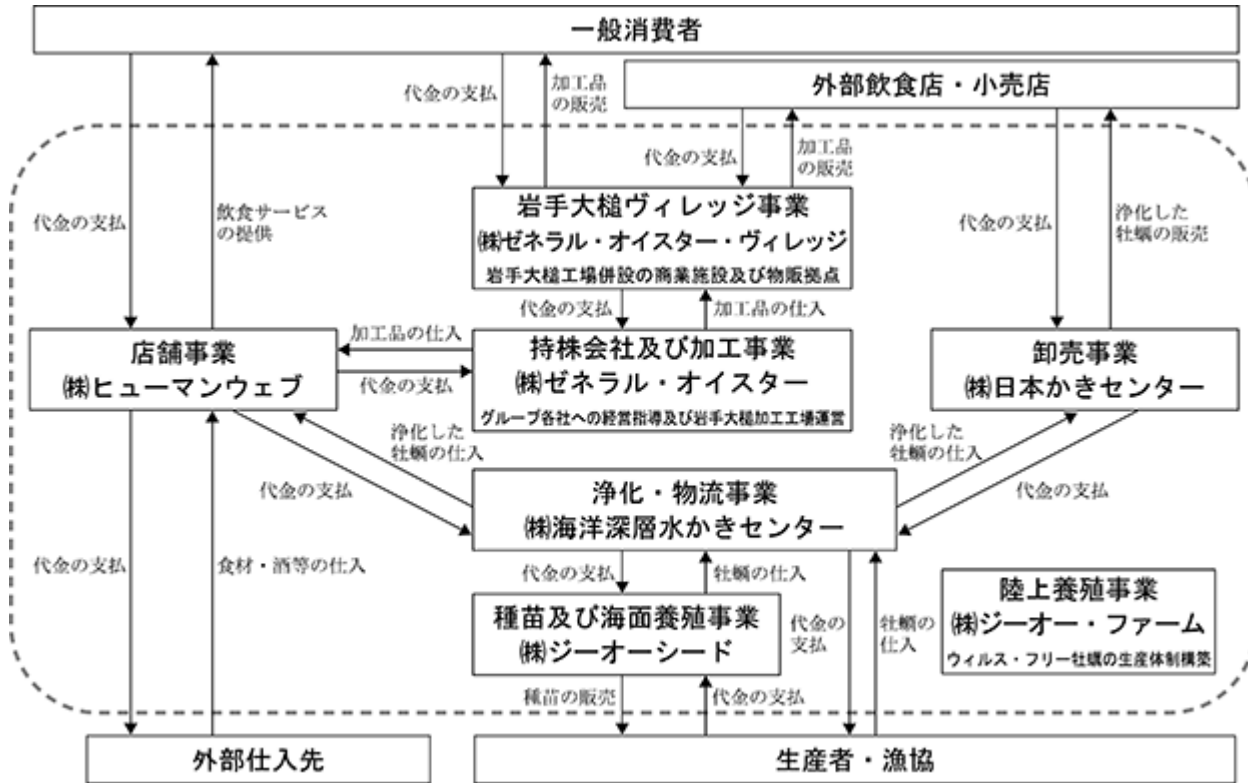 一般消費者
外部飲食店・小売店
代金の支払
加工品
の販売
代金の支払
加工品
の販売
代金の支払
飲食サービス
の提供
岩手大槌ヴィレッジ事業
㈱ゼネラル・オイスター・ヴィレッジ
岩手大槌工場併設の商業施設及び物販拠点
代金の支払
浄化した
牡蠣の販売
代金の支払
加工品の仕入
店舗事業
㈱ヒューマンウェブ
加工品の仕入
代金の支払
持株会社及び加工事業
㈱ゼネラル・オイスター
グループ各社への経営指導及び岩手大槌加工工場運営
卸売事業
㈱日本かきセンター
浄化した
牡蠣の仕入
代金の支払
浄化した
牡蠣の仕入
代金の支払
浄化・物流事業
㈱海洋深層水かきセンター
代金の支払
食材・酒等の仕入
代金の支払
牡蠣の仕入
種苗及び海面養殖事業
㈱ジーオーシード
代金の
支払
牡蠣の
仕入
陸上養殖事業
㈱ジーオー・ファーム
ウィルス・フリー牡蠣の生産体制構築
種苗の販売
代金の支払
外部仕入先
生産者・漁協